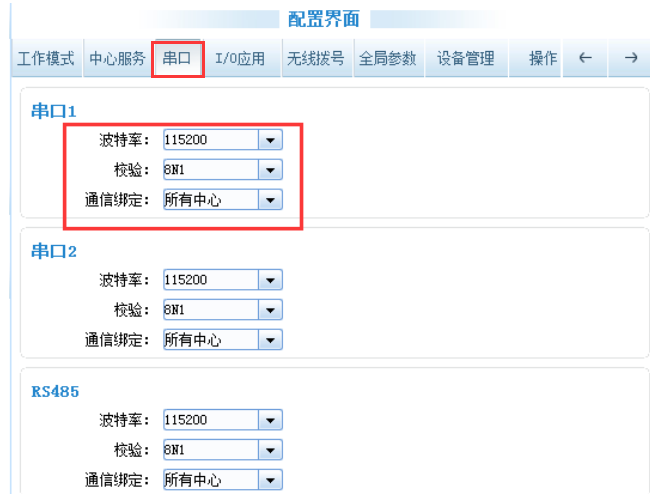 配置界面
工作模式 中心服务 串口 I/O应用 无线拨号 全局参数 设备管理 操作 ← →
串口1
波特率： 115200
校验： 8N1
通信绑定： 所有中心
串口2
波特率： 115200
校验： 8N1
通信绑定： 所有中心
RS485
波特率： 115200
校验： 8N1
通信绑定： 所有中心